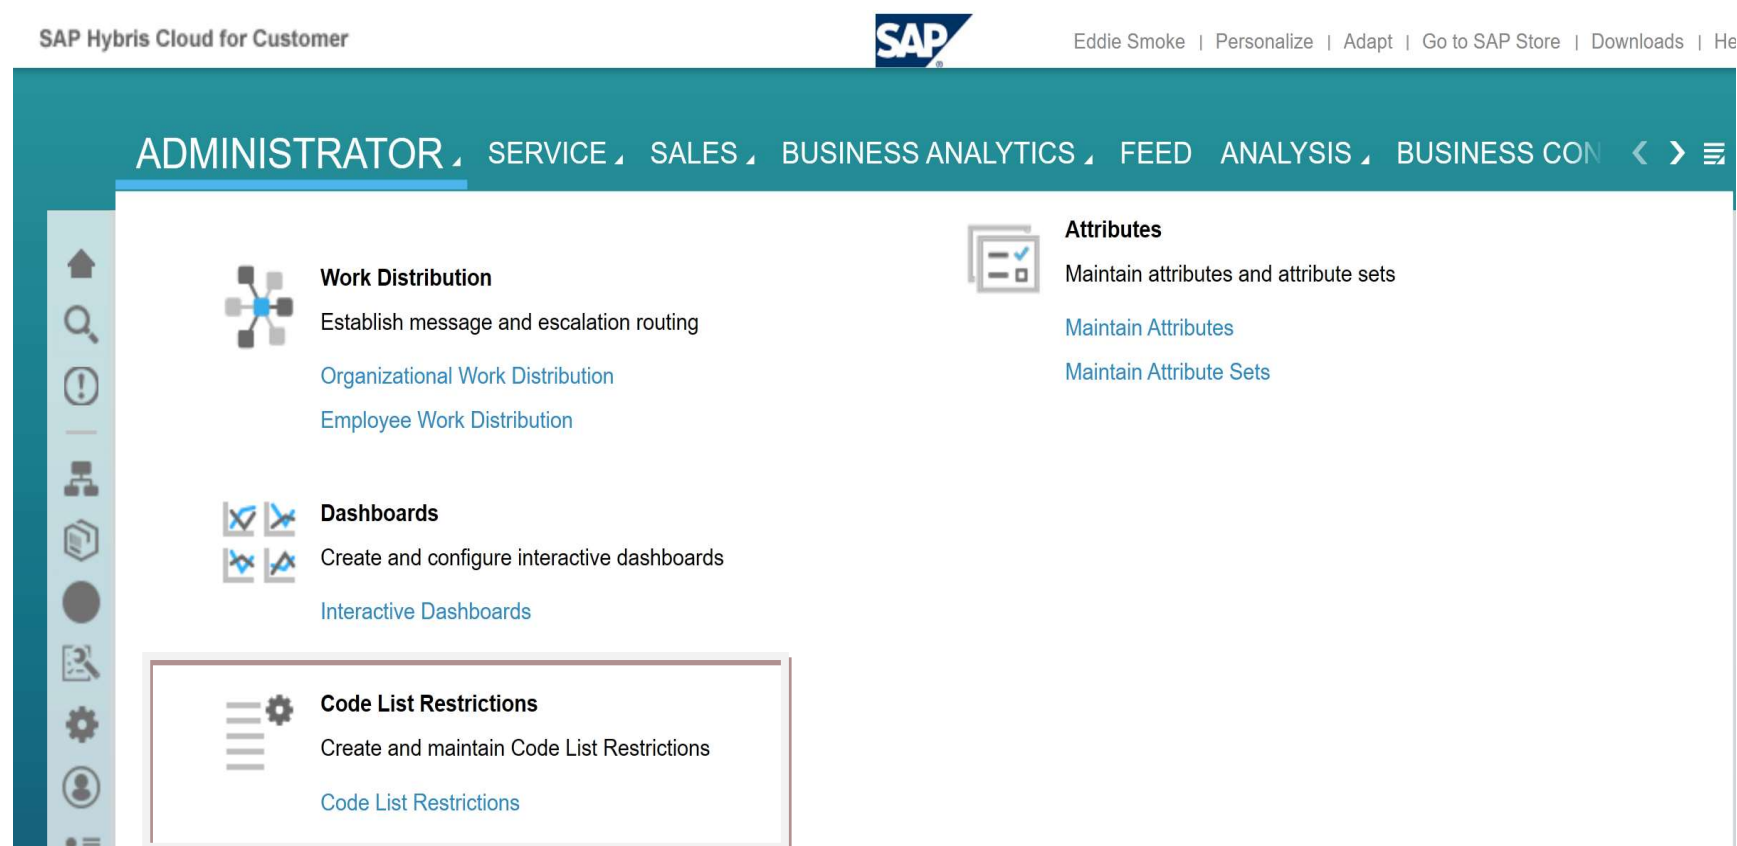 SAP Hybris Cloud for Customer
SAP
Eddie Smoke | Personalize | Adapt | Go to SAP Store | Downloads | He
ADMINISTRATOR SERVICE SALES BUSINESS ANALYTICS FEED ANALYSIS BUSINESS CON
Work Distribution
Establish message and escalation routing
Organizational Work Distribution
Employee Work Distribution
Dashboards
Create and configure interactive dashboards
Interactive Dashboards
Code List Restrictions
Create and maintain Code List Restrictions
Code List Restrictions
Attributes
Maintain attributes and attribute sets
Maintain Attributes
Maintain Attribute Sets